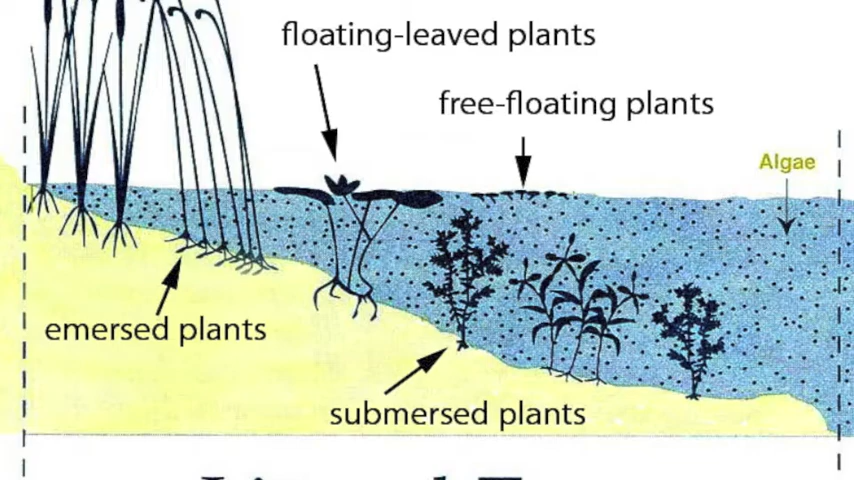 floating-leaved plants
free-floating plants
Algae
emersed plants
submersed plants